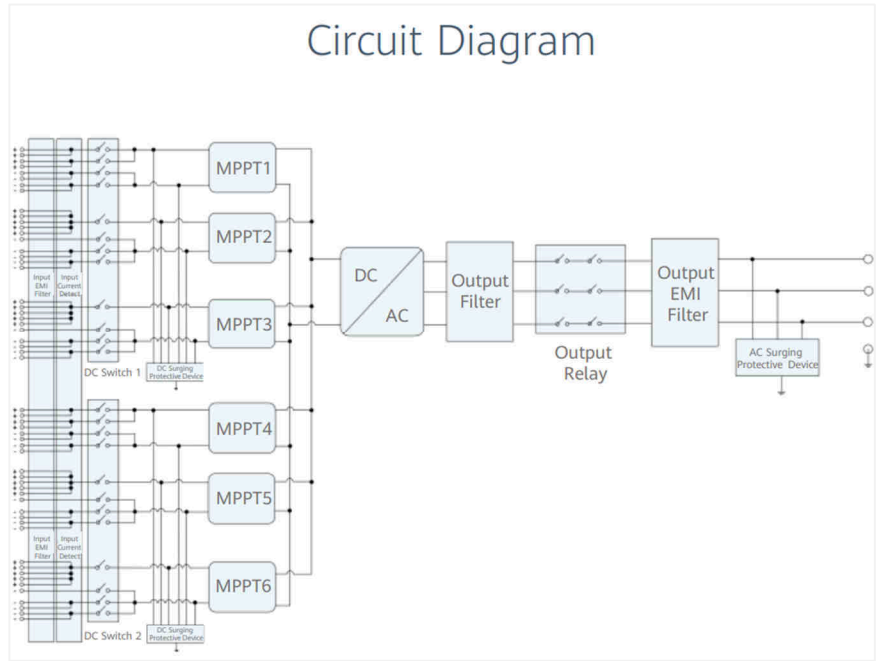 Circuit Diagram
MPPT1
MPPT2
Input
EMI
Filter
Input
Current
Detect
MPPT3
DC Switch 1
DC Surging
Protective Device
DC
AC
Output
Filter
Output
Relay
Output
EMI
Filter
AC Surging
Protective Device
MPPT4
MPPT5
Input
EMI
Filter
Input
Current
Detect
MPPT6
DC Switch 2
DC Surging
Protective Device